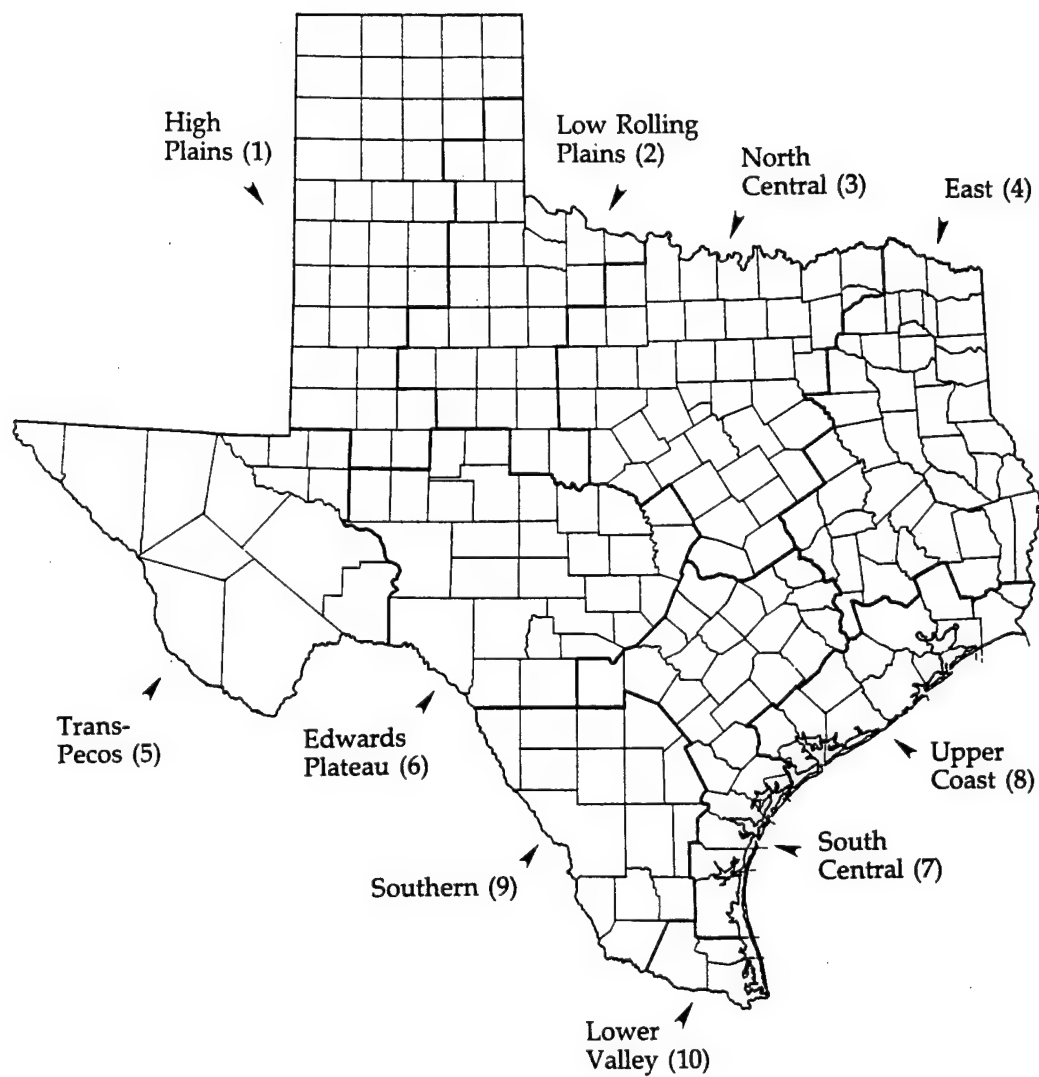 High
Plains (1)
Low Rolling
Plains (2)
North
Central (3)
East (4)
Trans-
Pecos (5)
Edwards
Plateau (6)
Upper
Coast (8)
South
Central (7)
Southern (9)
Lower
Valley (10)